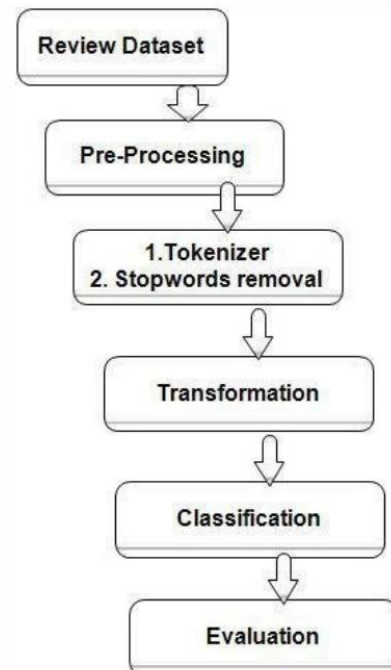 Review Dataset
Pre-Processing
1.Tokenizer
2. Stopwords removal
Transformation
Classification
Evaluation